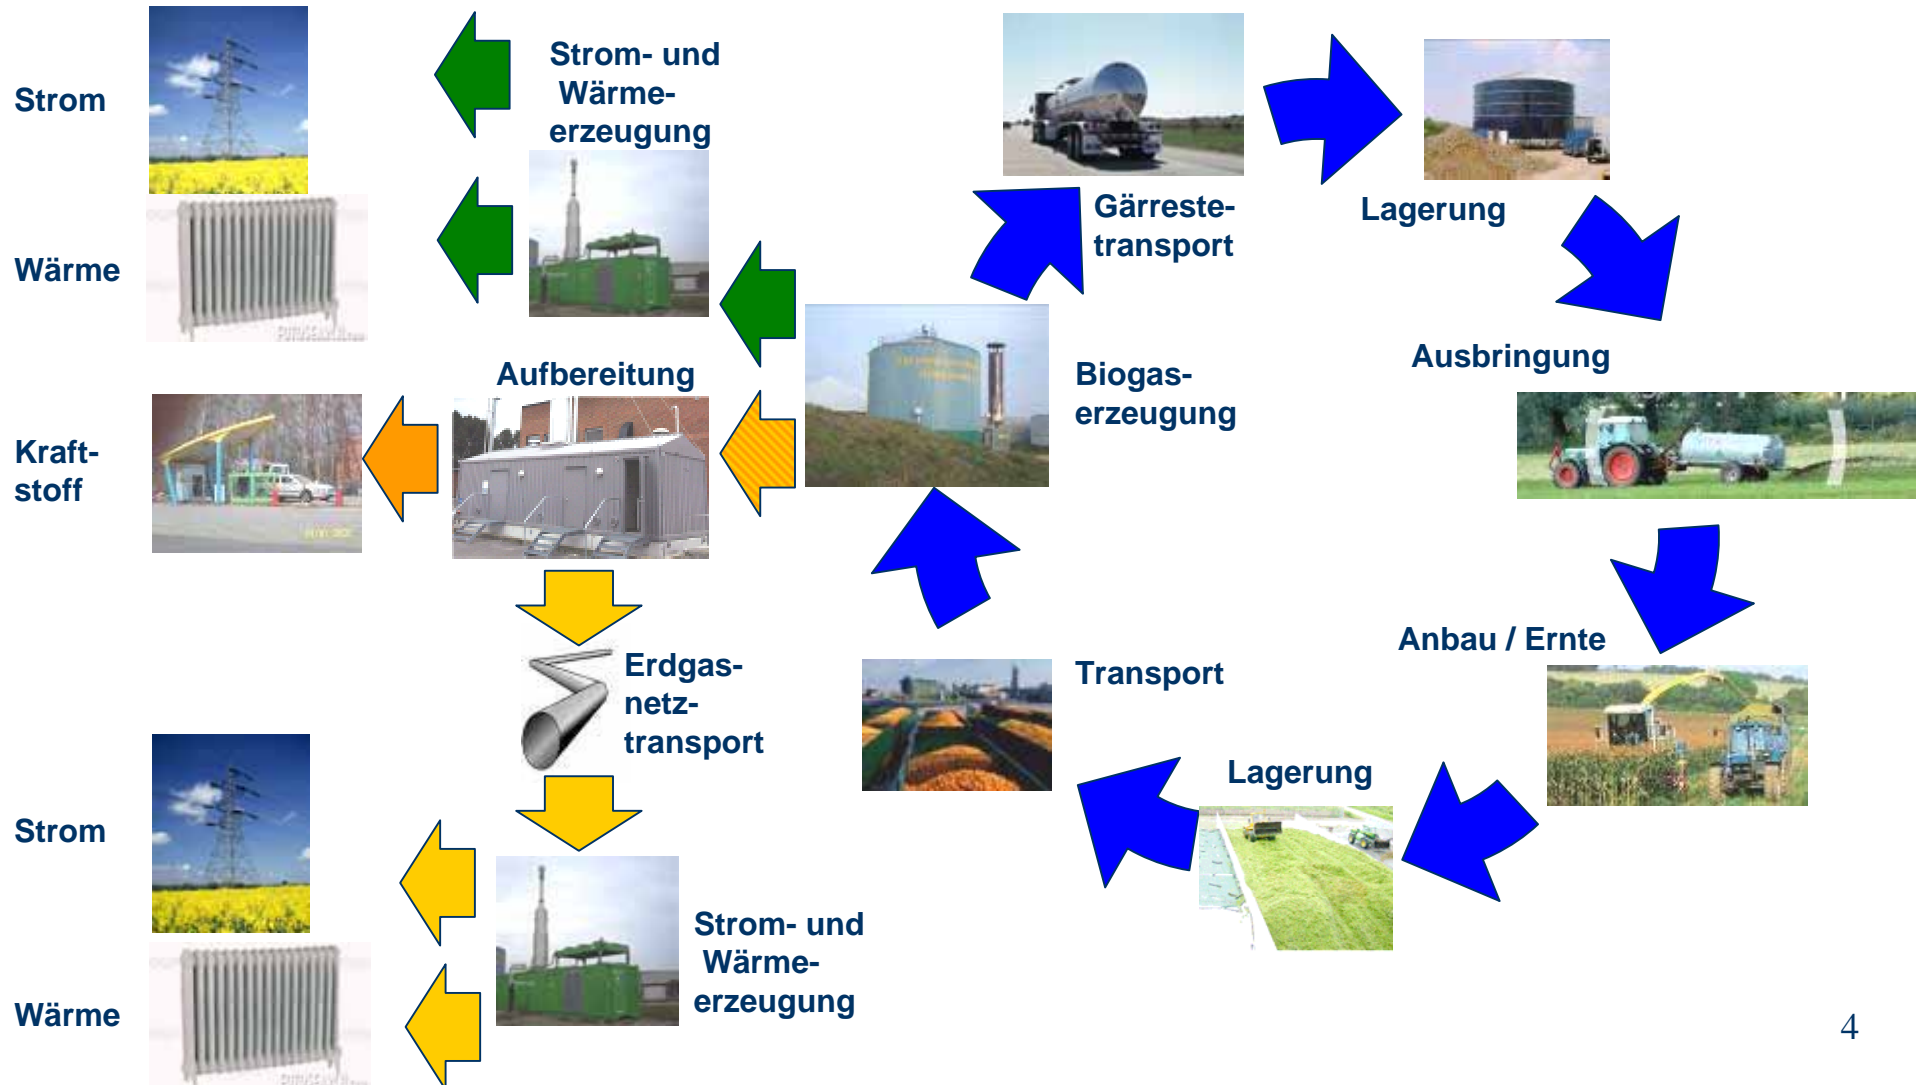 Strom
Wärme
Kraft-
stoff
Strom
Wärme
Strom- und
Wärme-
erzeugung
Aufbereitung
Erdgas-
netz-
transport
Strom- und
Wärme-
erzeugung
Gärreste-
transport
Lagerung
Ausbringung
Biogas-
erzeugung
Anbau / Ernte
Transport
Lagerung
4